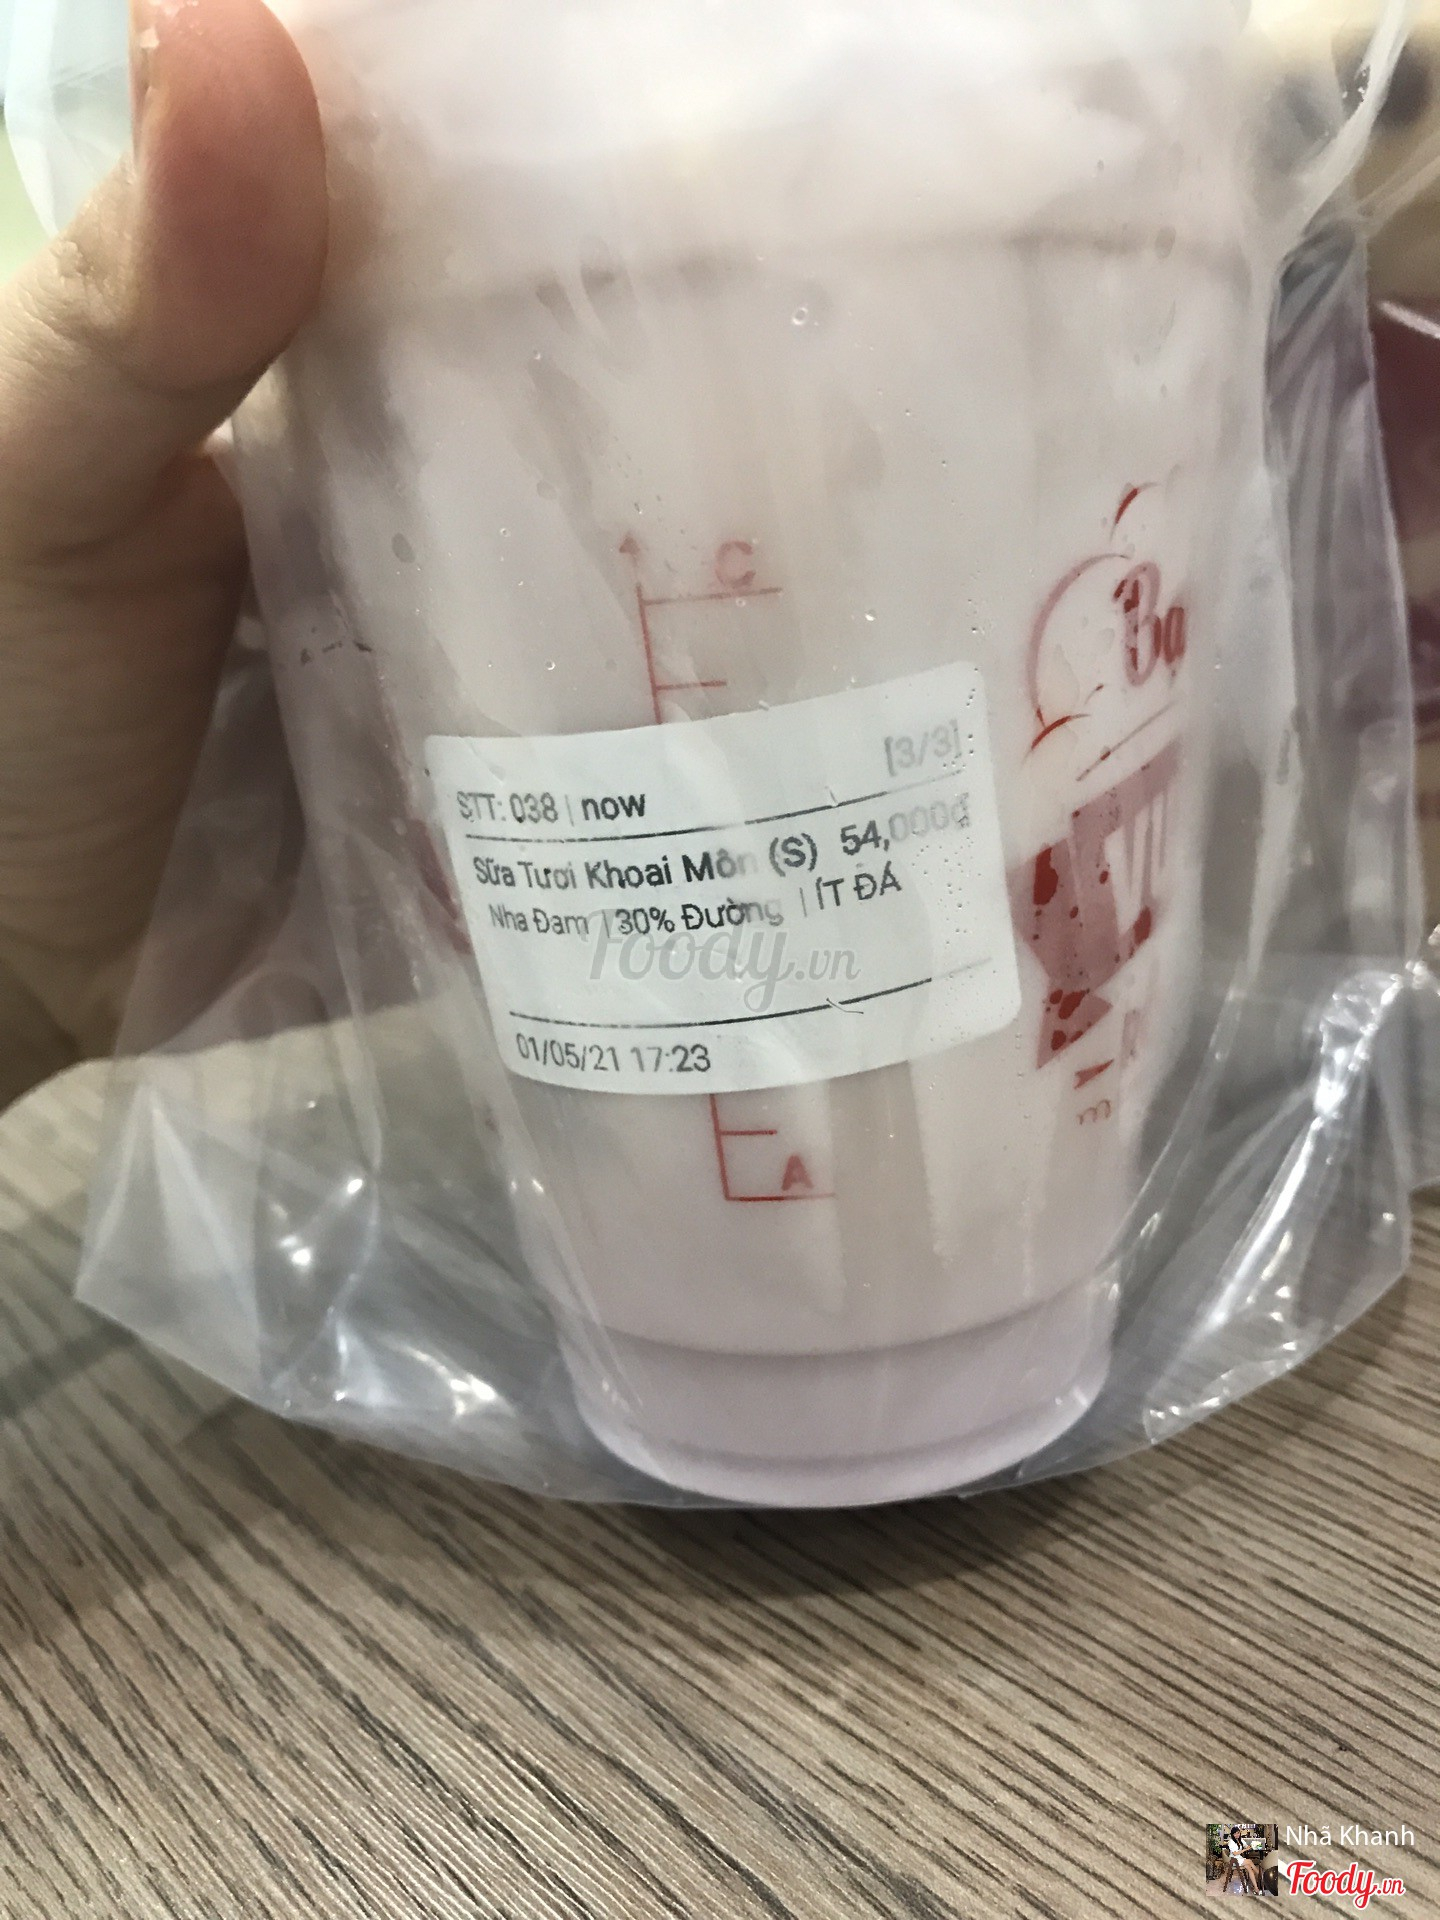 C
Ba
[3/3]
STT: 038 | now
Sữa Tươi Khoai Môn (S) 54,000đ
Nha Đam | 30% Đường | ÍT ĐÁ
Foody.vn
01/05/21 17:23
A
Nhã Khanh
Foody.vn